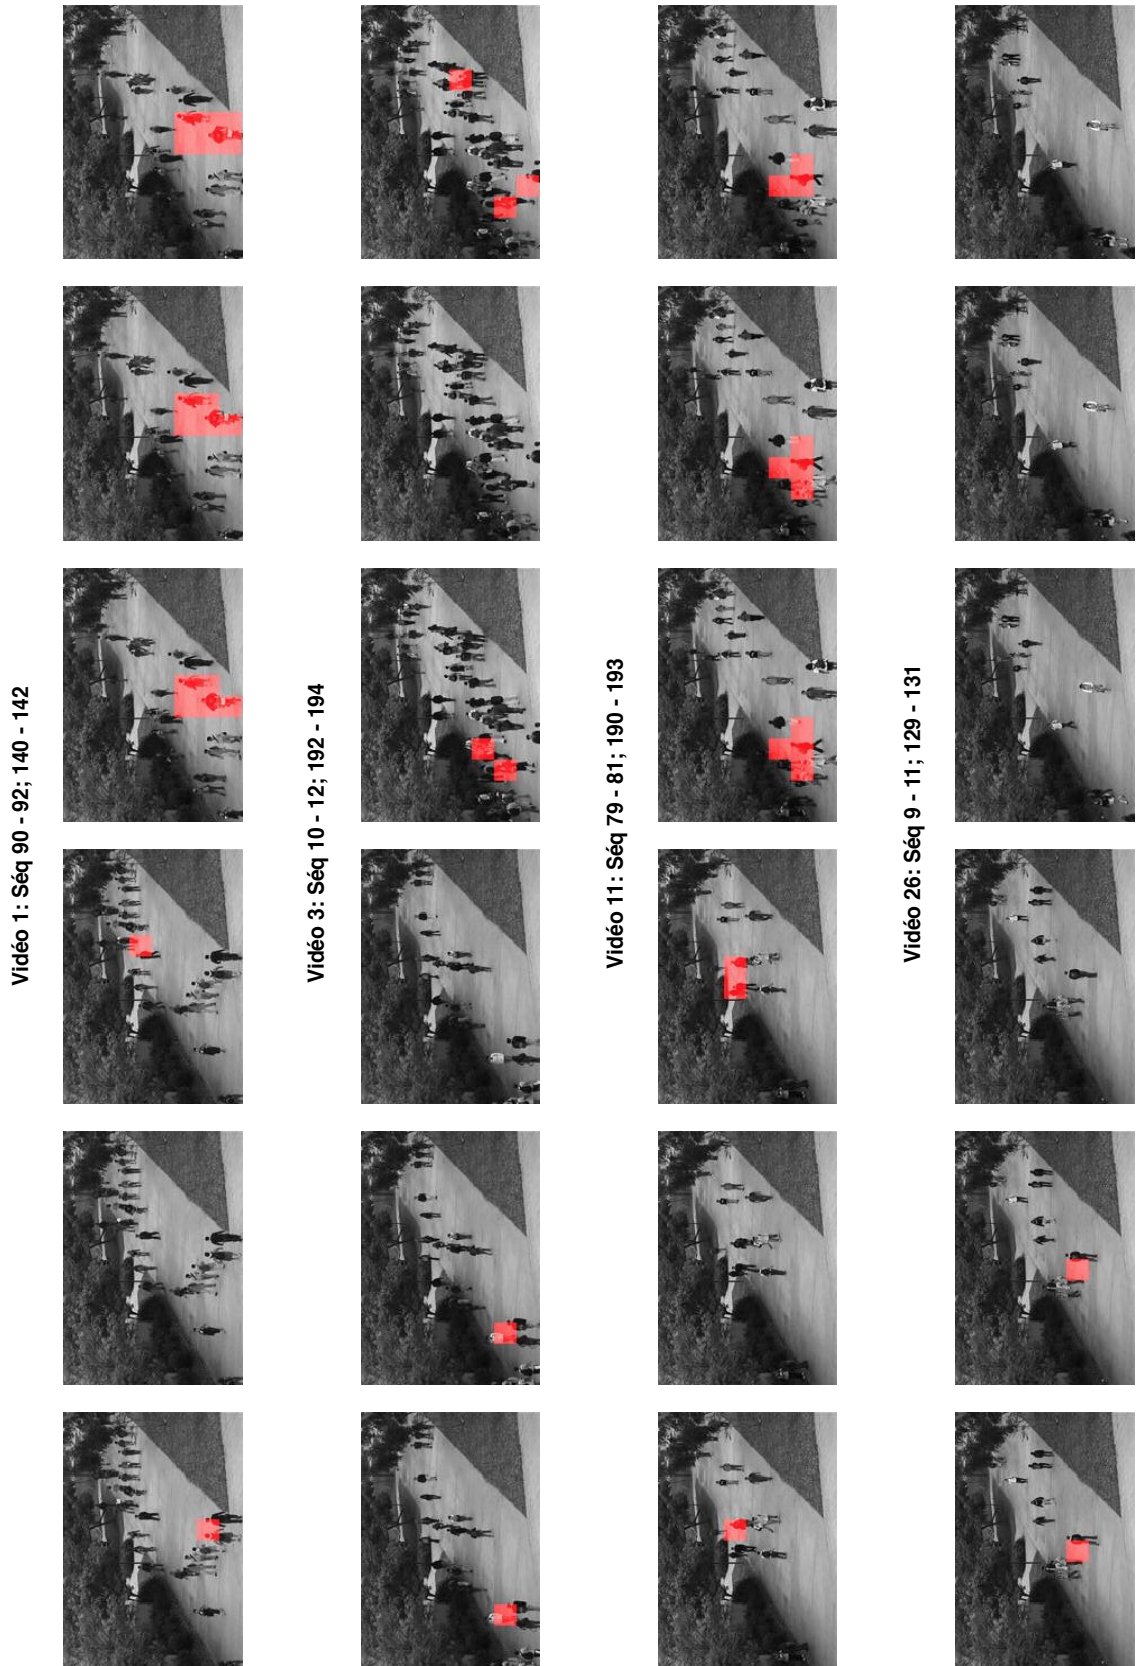 Vidéo 1: Séq 90 - 92; 140 - 142
Vidéo 3: Séq 10 - 12; 192 - 194
Vidéo 11: Séq 79 - 81; 190 - 193
Vidéo 26: Séq 9 - 11; 129 - 131